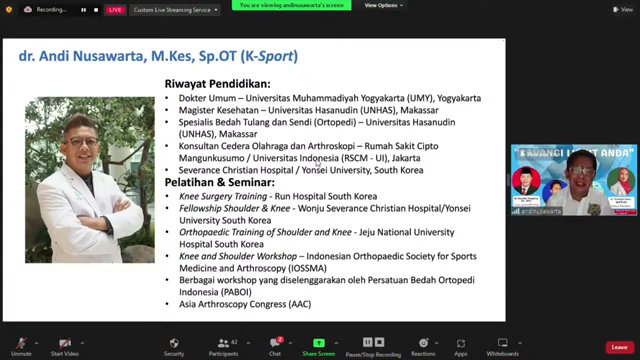 Recording...
LIVE
Custom Live Streaming Service
You are viewing andinusawarta's screen
View Options
View
dr. Andi Nusawarta, M.Kes, Sp.OT (K-Sport)
Riwayat Pendidikan:
• Dokter Umum – Universitas Muhammadiyah Yogyakarta (UMY), Yogyakarta
• Magister Kesehatan – Universitas Hasanudin (UNHAS), Makassar
• Spesialis Bedah Tulang dan Sendi (Ortopedi) – Universitas Hasanudin
(UNHAS), Makassar
• Konsultan Cedera Olahraga dan Arthroskopi – Rumah Sakit Cipto
Mangunkusumo / Universitas Indonesia (RSCM - UI), Jakarta
• Severance Christian Hospital / Yonsei University, South Korea
Pelatihan & Seminar:
• Knee Surgery Training - Run Hospital South Korea
• Fellowship Shoulder & Knee - Wonju Severance Christian Hospital/Yonsei
University South Korea
• Orthopaedic Training of Shoulder and Knee - Jeju National University
Hospital South Korea
• Knee and Shoulder Workshop - Indonesian Orthopaedic Society for Sports
Medicine and Arthroscopy (IOSSMA)
• Berbagai workshop yang diselenggarakan oleh Persatuan Bedah Ortopedi
Indonesia (PABOI)
• Asia Arthroscopy Congress (AAC)
andinusawarta
Unmute
Start Video
Security
Participants
42
Chat
2
Share Screen
Pause/Stop Recording
Reactions
Apps
Whiteboards
Leave